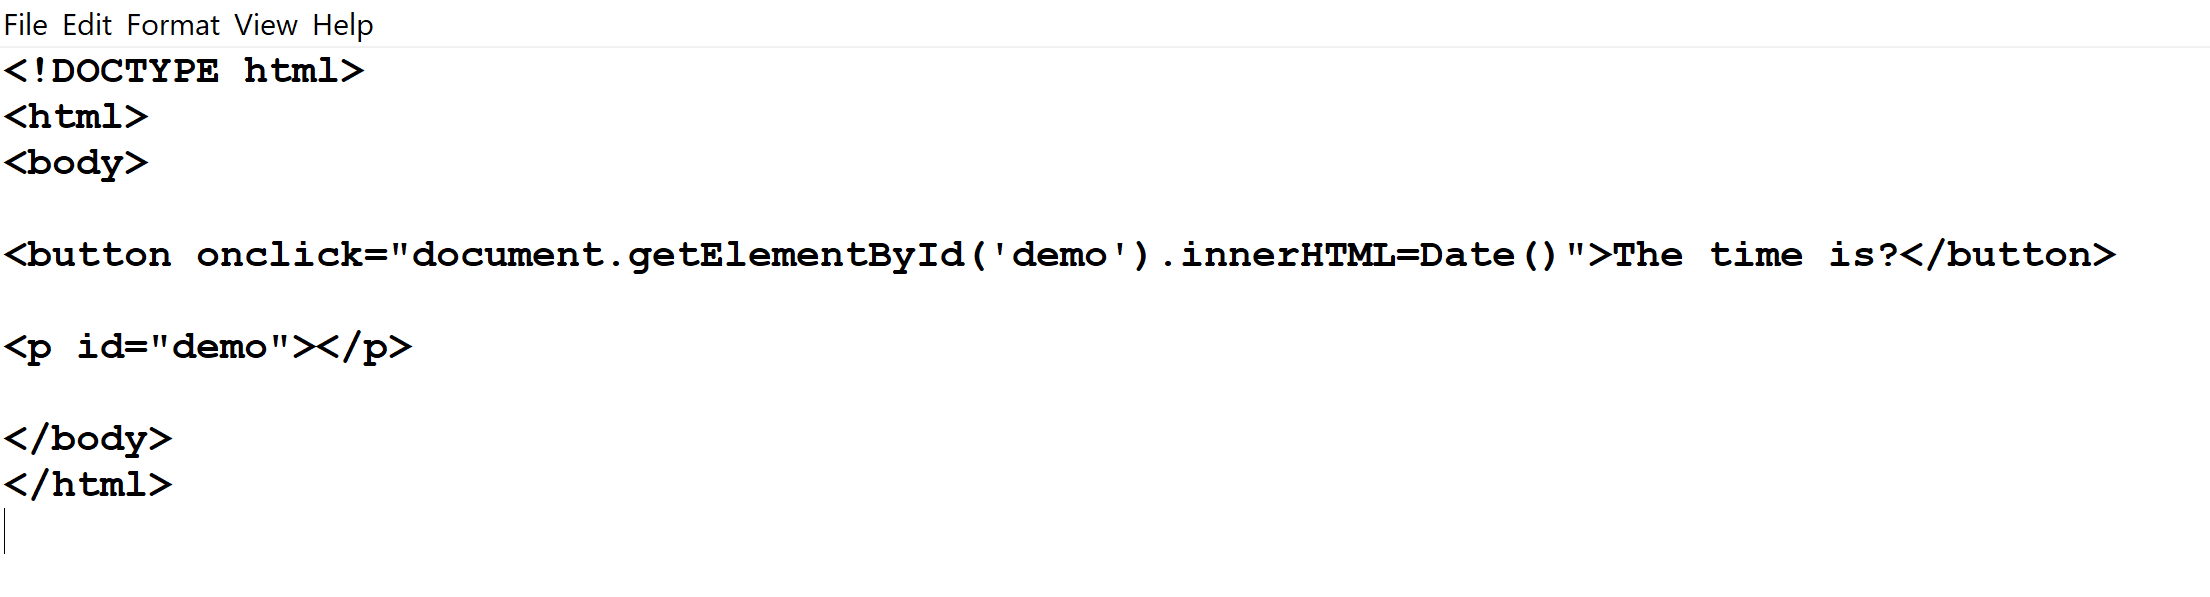 File Edit Format View Help
<!DOCTYPE html>
<html>
<body>
<button onclick="document.getElementById('demo').innerHTML=Date()">The time is?</button>
<p id="demo"></p>
</body>
</html>